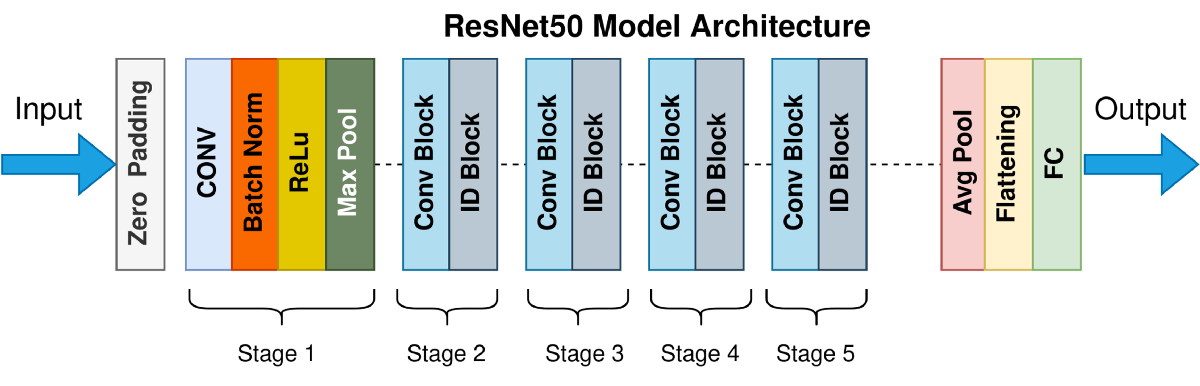 ResNet50 Model Architecture
Input
Zero Padding
CONV
Batch Norm
ReLu
Max Pool
Conv Block
ID Block
Conv Block
ID Block
Conv Block
ID Block
Conv Block
ID Block
Avg Pool
Flattening
FC
Output
Stage 1
Stage 2
Stage 3
Stage 4
Stage 5